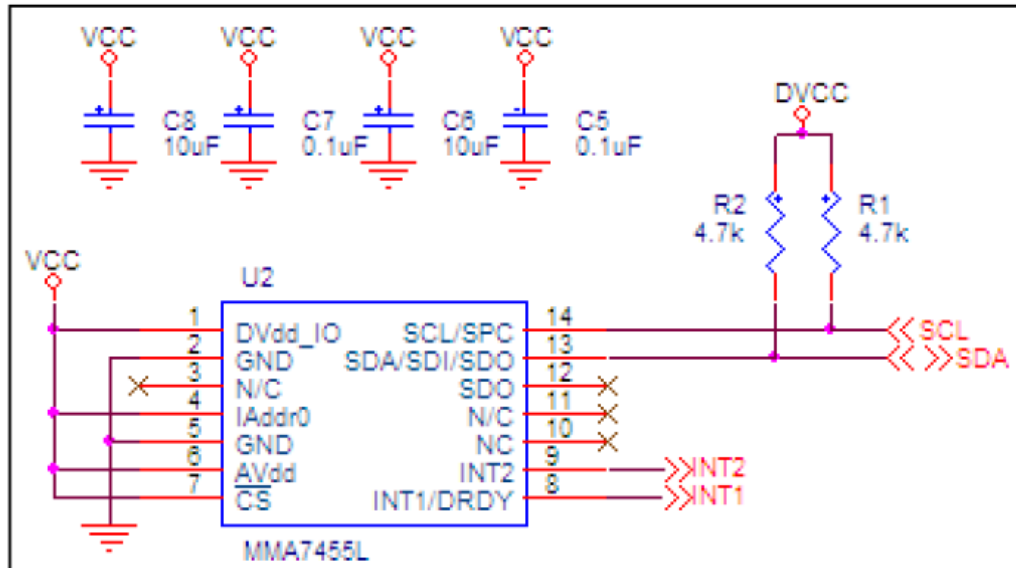 VCC VCC VCC VCC
C8 C7 C6 C5
10uF 0.1uF 10uF 0.1uF
DVCC
R2 R1
4.7k 4.7k
VCC
U2
1 DVdd_IO SCL/SPC 14 SCL
2 GND SDA/SDI/SDO 13 SDA
3 N/C SDO 12
4 IAddr0 N/C 11
5 GND NC 10
6 AVdd INT2 9 INT2
7 CS INT1/DRDY 8 INT1
MMA7455L